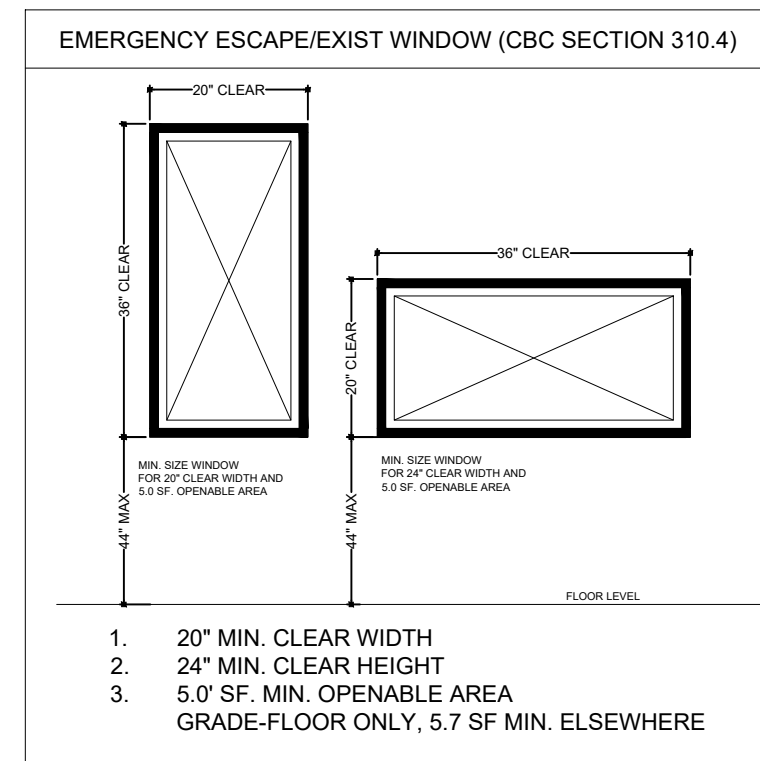 EMERGENCY ESCAPE/EXIST WINDOW (CBC SECTION 310.4)
20" CLEAR
36" CLEAR
36" CLEAR
20" CLEAR
MIN. SIZE WINDOW
FOR 20" CLEAR WIDTH AND
5.0 SF. OPENABLE AREA
MIN. SIZE WINDOW
FOR 24" CLEAR WIDTH AND
5.0 SF. OPENABLE AREA
44" MAX
44" MAX
FLOOR LEVEL
1. 20" MIN. CLEAR WIDTH
2. 24" MIN. CLEAR HEIGHT
3. 5.0' SF. MIN. OPENABLE AREA
GRADE-FLOOR ONLY, 5.7 SF MIN. ELSEWHERE